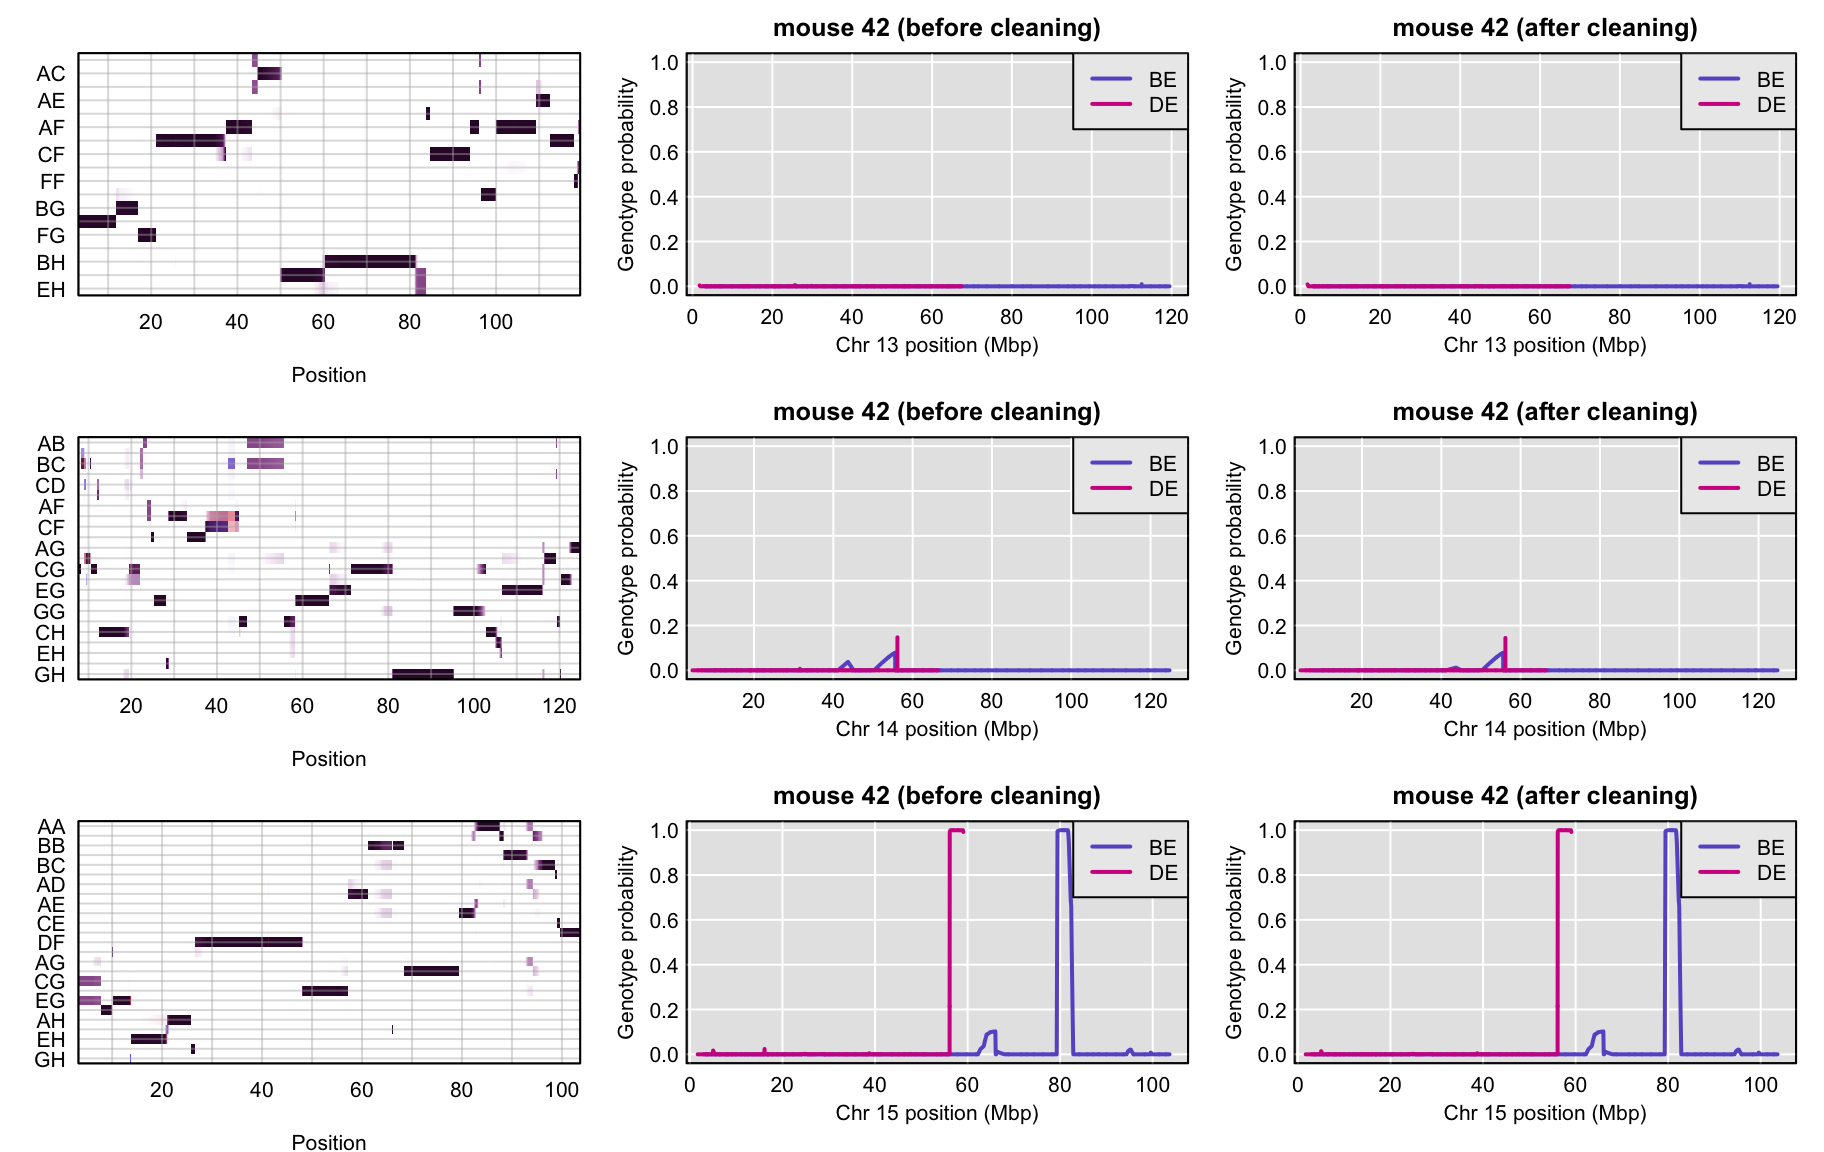 AC
AE
AF
CF
FF
BG
FG
BH
EH
20 40 60 80 100
Position
mouse 42 (before cleaning)
Genotype probability
1.0
0.8
0.6
0.4
0.2
0.0
BE
DE
0 20 40 60 80 100 120
Chr 13 position (Mbp)
mouse 42 (after cleaning)
Genotype probability
1.0
0.8
0.6
0.4
0.2
0.0
BE
DE
0 20 40 60 80 100 120
Chr 13 position (Mbp)
AB
BC
CD
AF
CF
AG
CG
EG
GG
CH
EH
GH
20 40 60 80 100 120
Position
mouse 42 (before cleaning)
Genotype probability
1.0
0.8
0.6
0.4
0.2
0.0
BE
DE
20 40 60 80 100 120
Chr 14 position (Mbp)
mouse 42 (after cleaning)
Genotype probability
1.0
0.8
0.6
0.4
0.2
0.0
BE
DE
20 40 60 80 100 120
Chr 14 position (Mbp)
AA
BB
BC
AD
AE
CE
DF
AG
CG
EG
AH
EH
GH
20 40 60 80 100
Position
mouse 42 (before cleaning)
Genotype probability
1.0
0.8
0.6
0.4
0.2
0.0
BE
DE
0 20 40 60 80 100
Chr 15 position (Mbp)
mouse 42 (after cleaning)
Genotype probability
1.0
0.8
0.6
0.4
0.2
0.0
BE
DE
0 20 40 60 80 100
Chr 15 position (Mbp)